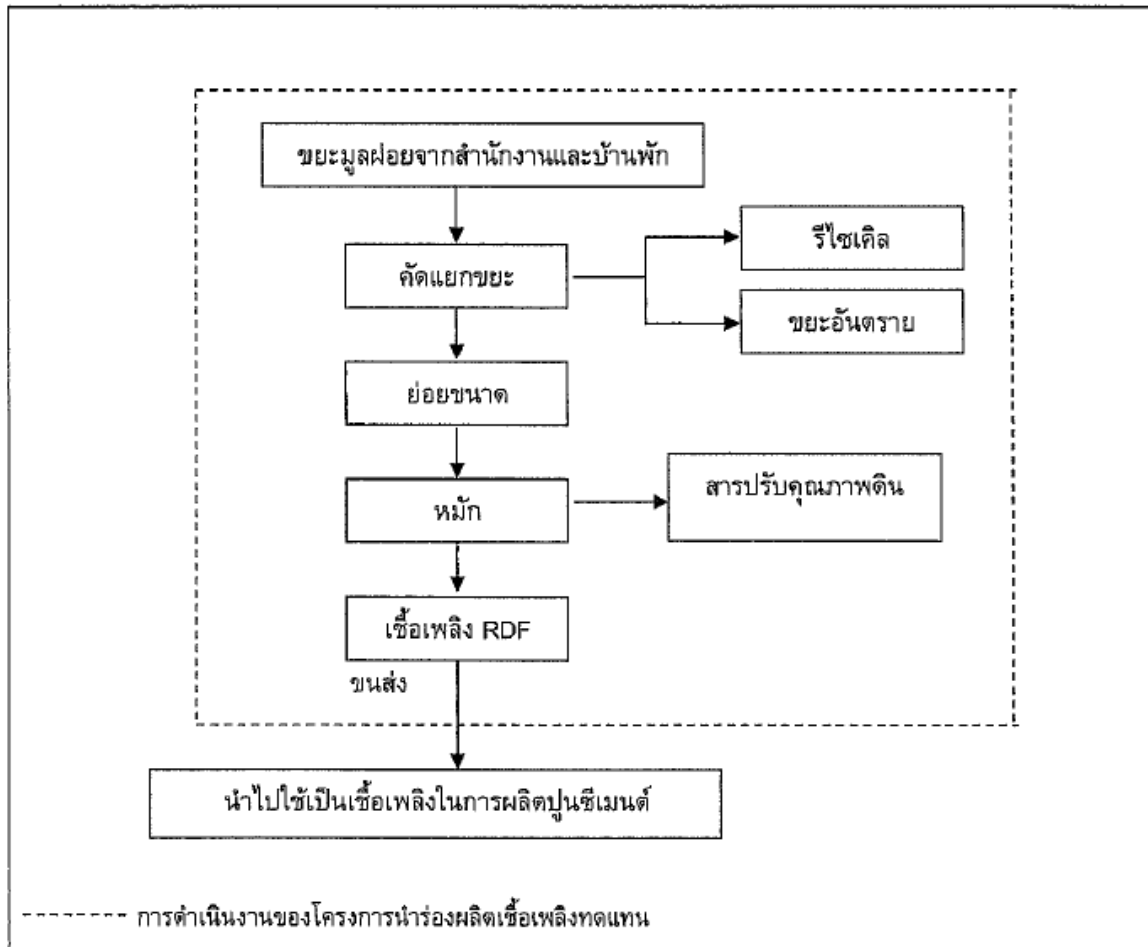 ขยะมูลฝอยจากสำนักงานและบ้านพัก
รีไซเคิล
คัดแยกขยะ
ขยะอันตราย
ย่อยขนาด
สารปรับคุณภาพดิน
หมัก
เชื้อเพลิง RDF
ขนส่ง
นำไปใช้เป็นเชื้อเพลิงในการผลิตปูนซีเมนต์
การดำเนินงานของโครงการนำร่องผลิตเชื้อเพลิงทดแทน